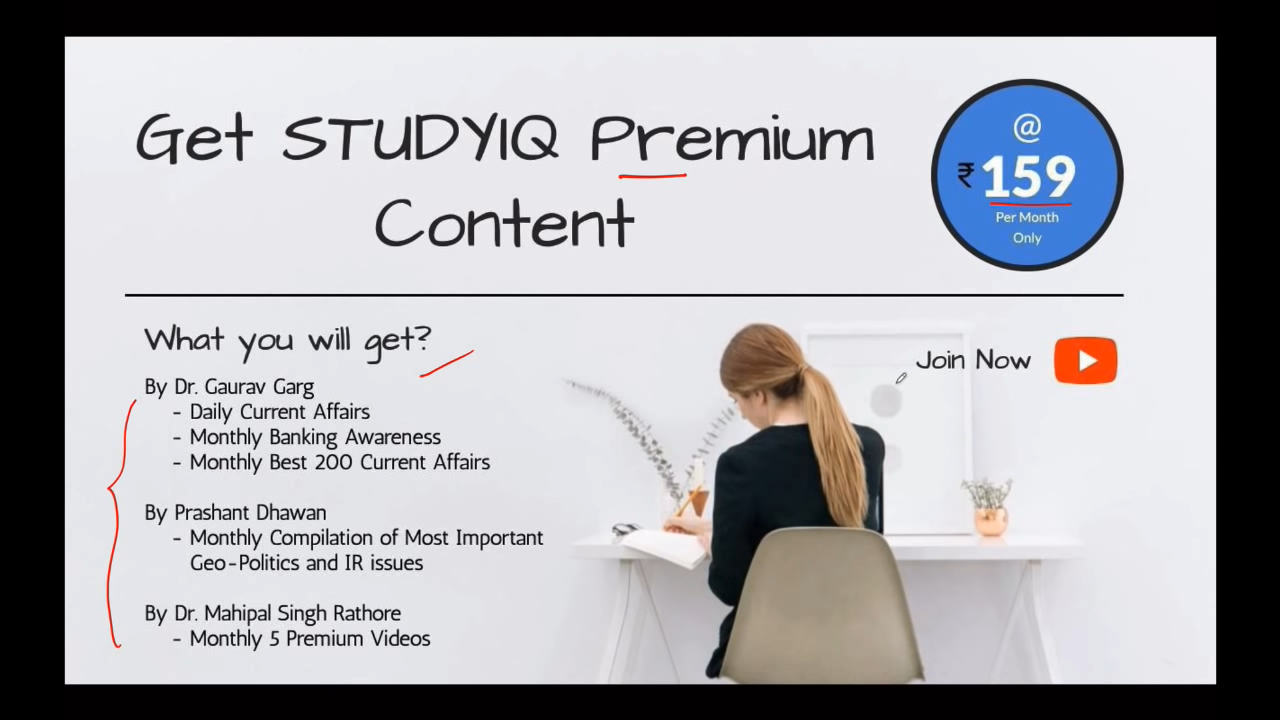 Get STUDYIQ Premium
Content
@
₹159
Per Month
Only
What you will get?
By Dr. Gaurav Garg
- Daily Current Affairs
- Monthly Banking Awareness
- Monthly Best 200 Current Affairs
By Prashant Dhawan
- Monthly Compilation of Most Important
Geo-Politics and IR issues
By Dr. Mahipal Singh Rathore
- Monthly 5 Premium Videos
Join Now